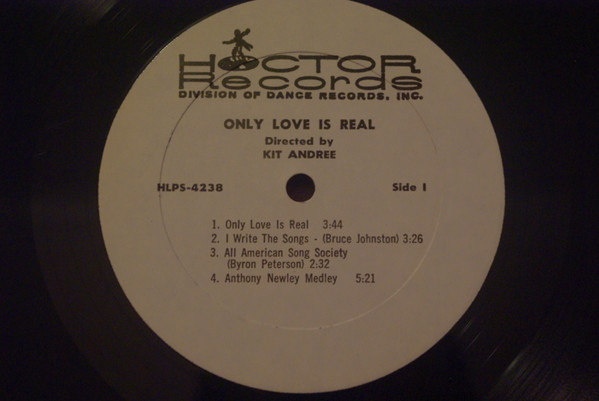 HOCTOR
Records
DIVISION OF DANCE RECORDS, INC.
ONLY LOVE IS REAL
Directed by
KIT ANDREE
HLPS-4238 Side I
1. Only Love Is Real 3:44
2. I Write The Songs - (Bruce Johnston) 3:26
3. All American Song Society
(Byron Peterson) 2:32
4. Anthony Newley Medley 5:21